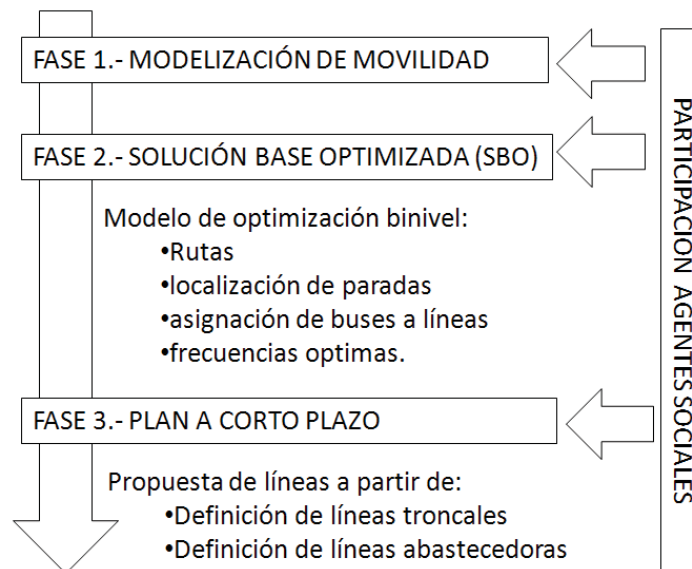 FASE 1.- MODELIZACIÓN DE MOVILIDAD
FASE 2.- SOLUCIÓN BASE OPTIMIZADA (SBO)
Modelo de optimización binivel:
•Rutas
•localización de paradas
•asignación de buses a líneas
•frecuencias optimas.
FASE 3.- PLAN A CORTO PLAZO
Propuesta de líneas a partir de:
•Definición de líneas troncales
•Definición de líneas abastecedoras
PARTICIPACION AGENTES SOCIALES